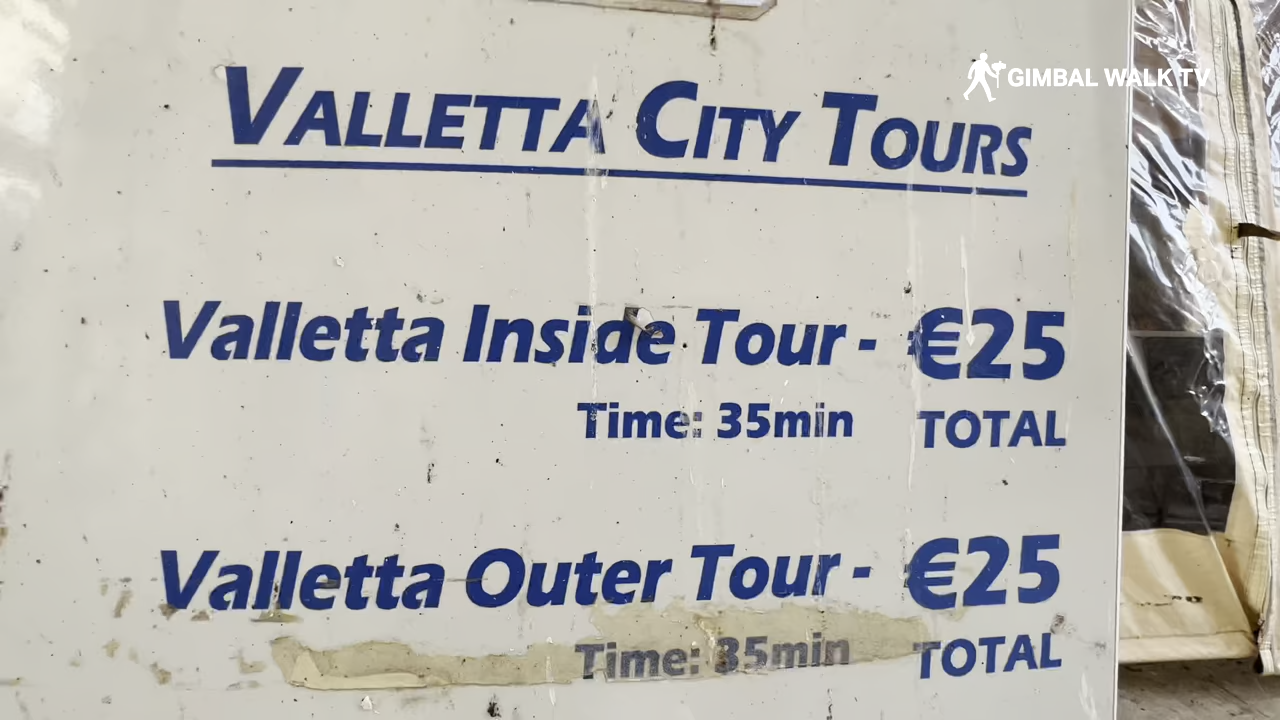 GIMBAL WALK TV
VALLETTA CITY TOURS
Valletta Inside Tour - €25
Time: 35min TOTAL
Valletta Outer Tour - €25
Time: 35min TOTAL